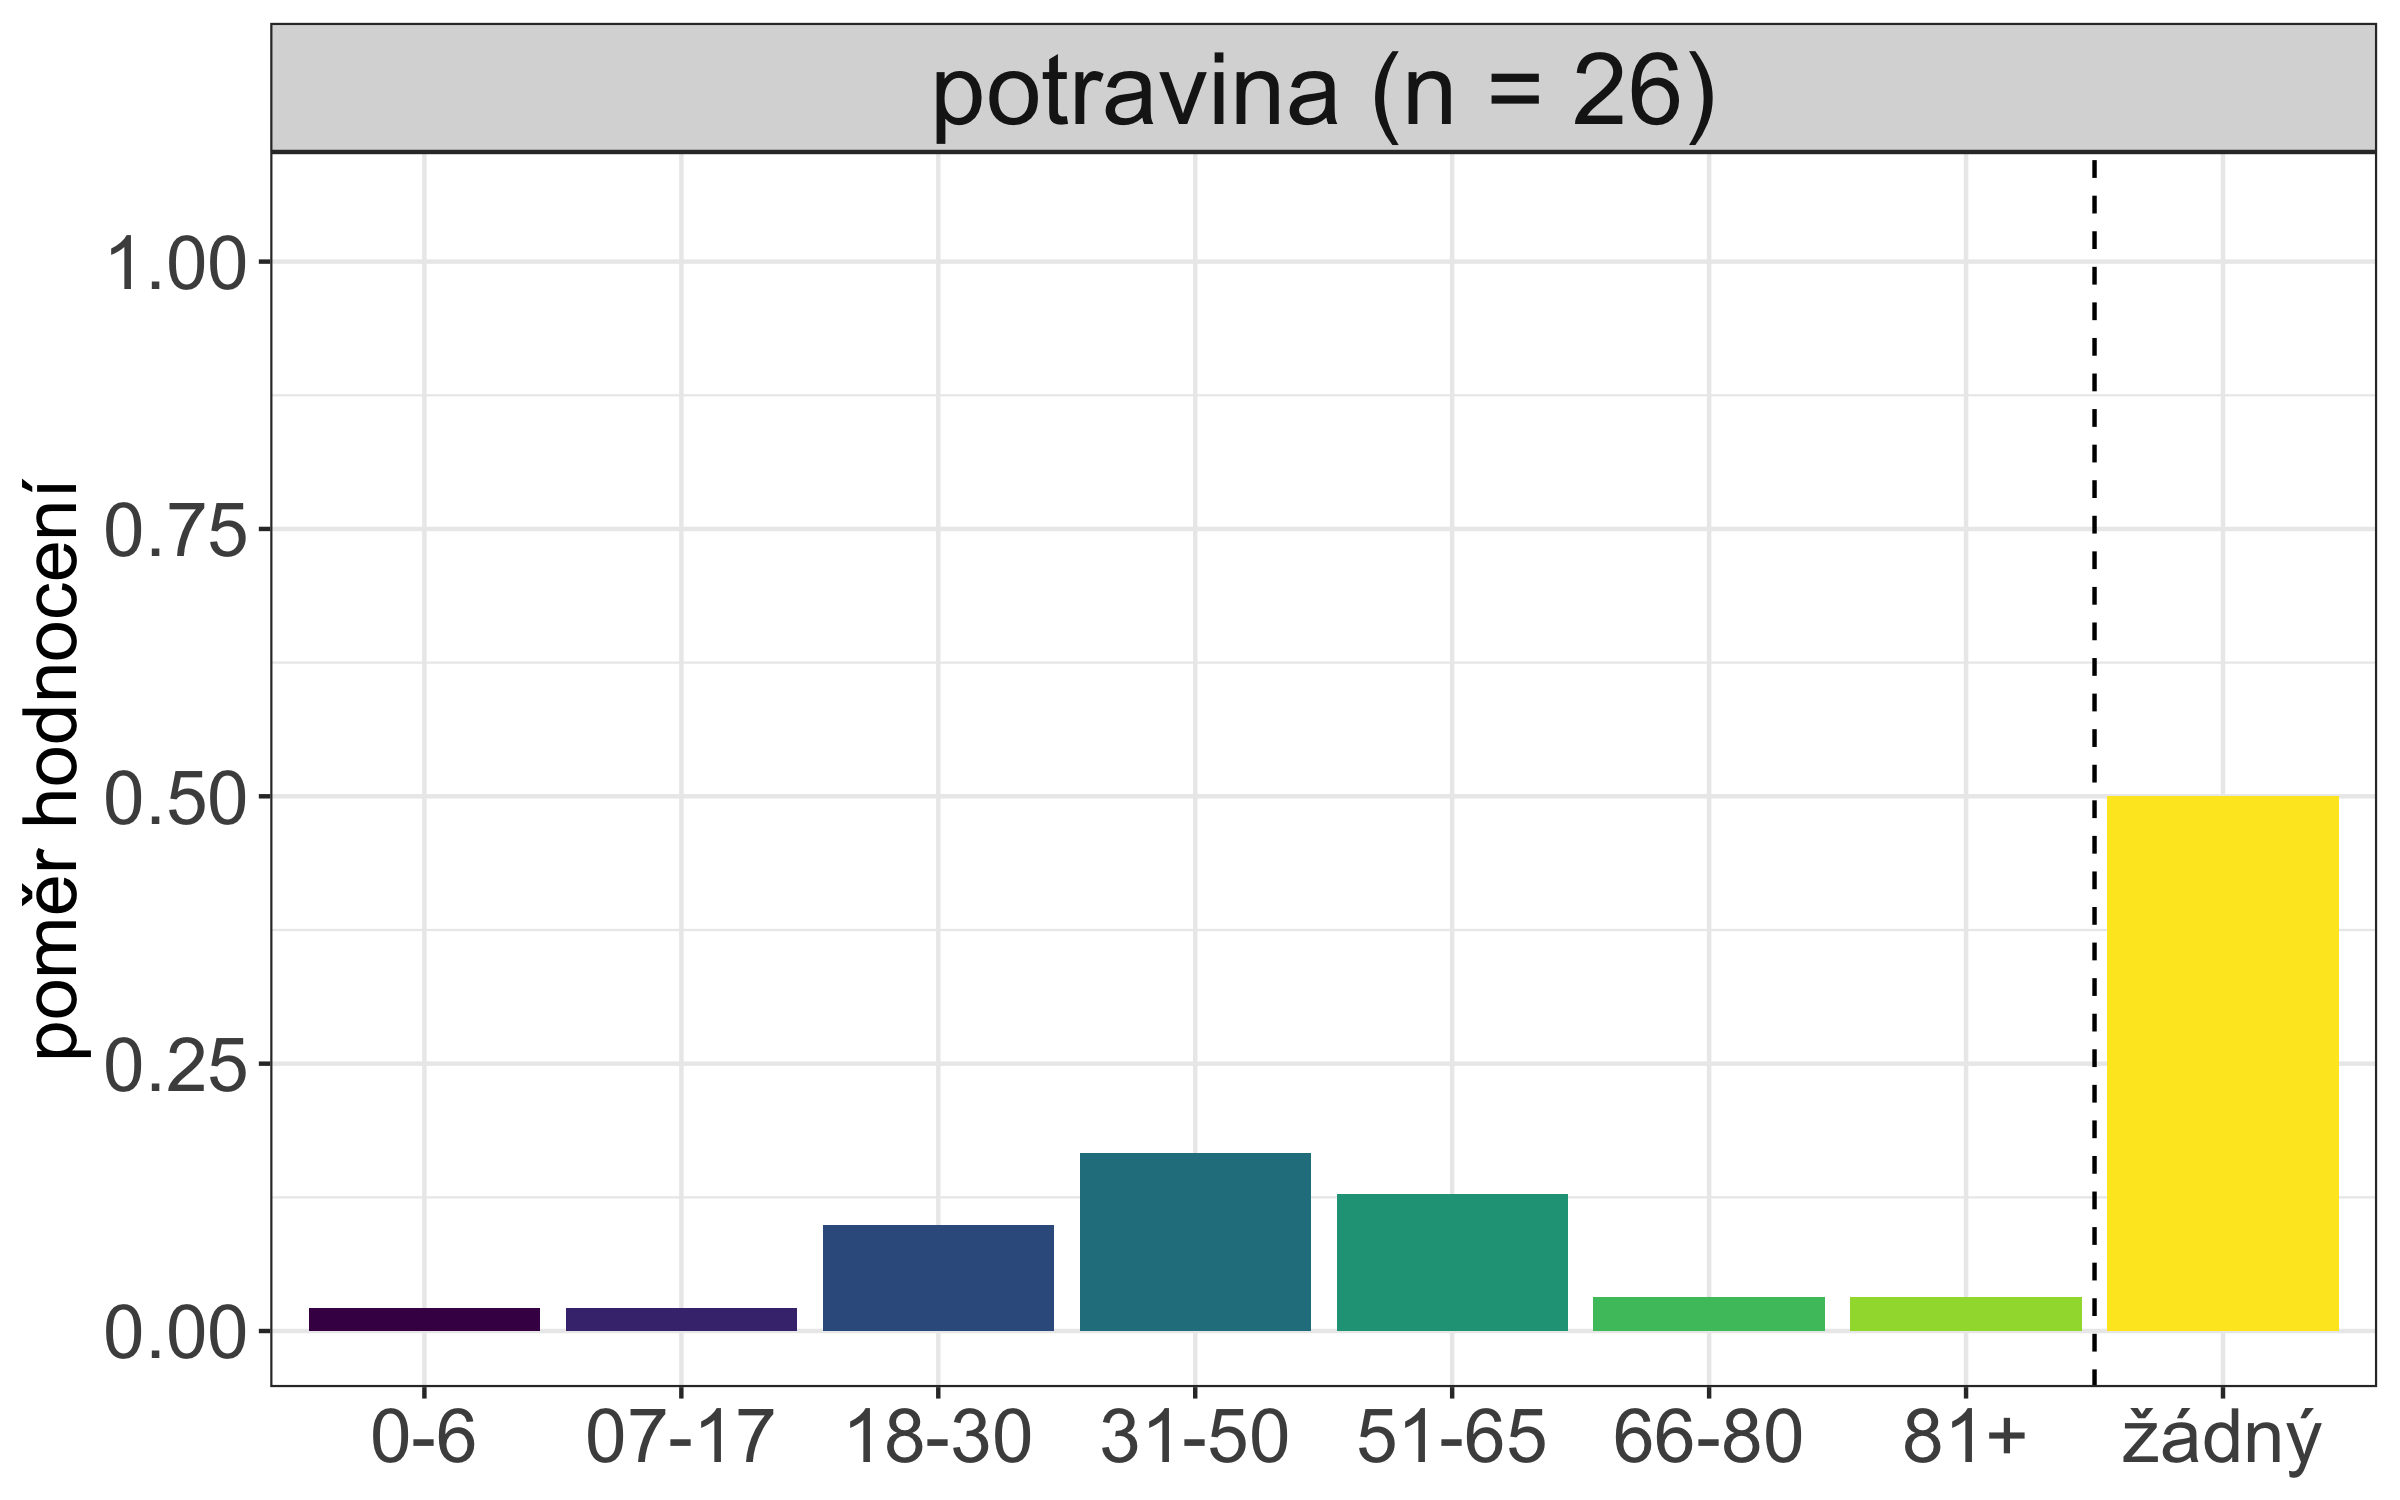 potravina (n = 26)
poměr hodnocení
1.00
0.75
0.50
0.25
0.00
0-6 07-17 18-30 31-50 51-65 66-80 81+ žádný